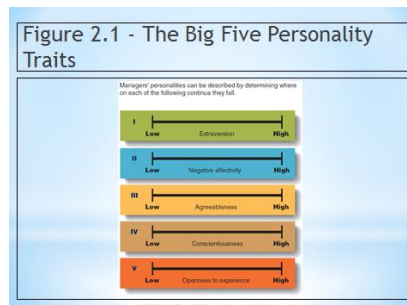 Figure 2.1 - The Big Five Personality
Traits
Managers' personalities can be described by determining where
on each of the following continua they fall.
I
Low Extraversion High
II
Low Negative affectivity High
III
Low Agreeableness High
IV
Low Conscientiousness High
V
Low Openness to experience High